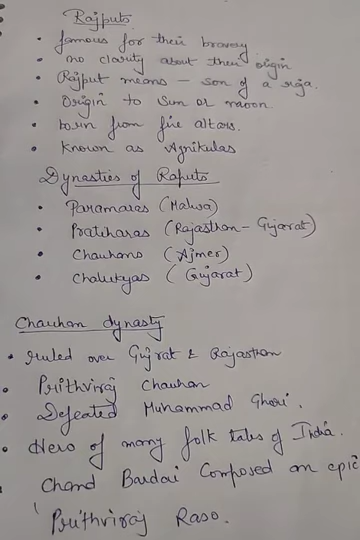 Rajputs
• famous for their bravery
• no clarity about their origin
• Rajput means – son of a raja.
• Origin to Sun or moon.
• born from fire altars.
• Known as Agnikulas
Dynasties of Raputs
• Paramaras (Malwa)
• Pratiharas (Rajasthan – Gujarat)
• Chauhans (Ajmer)
• Chalukyas (Gujarat)
Chauhan dynasty
• ruled over Gujrat & Rajasthan
• Prithviraj Chauhan
• Defeated Muhammad Ghori.
• Hero of many folk tales of India.
• Chand Bardai Composed an epic
'Prithviraj Raso.